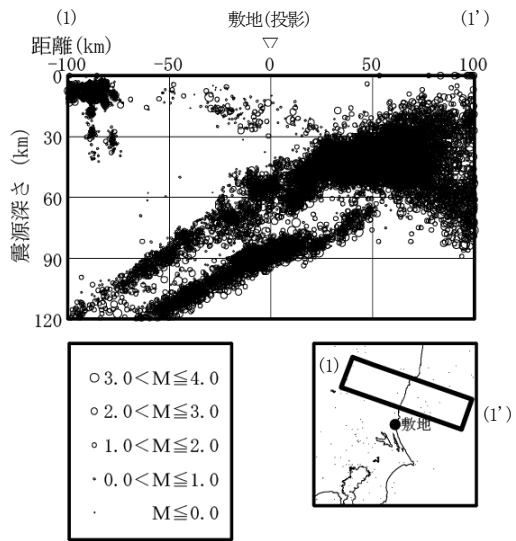 (1) 敷地(投影) (1')
距離(km) ▽
-100 -50 0 50 100
0
30
60
90
120
震源深さ (km)
○3.0<M≦4.0
○2.0<M≦3.0
○1.0<M≦2.0
○0.0<M≦1.0
・ M≦0.0
(1)
(1')
敷地